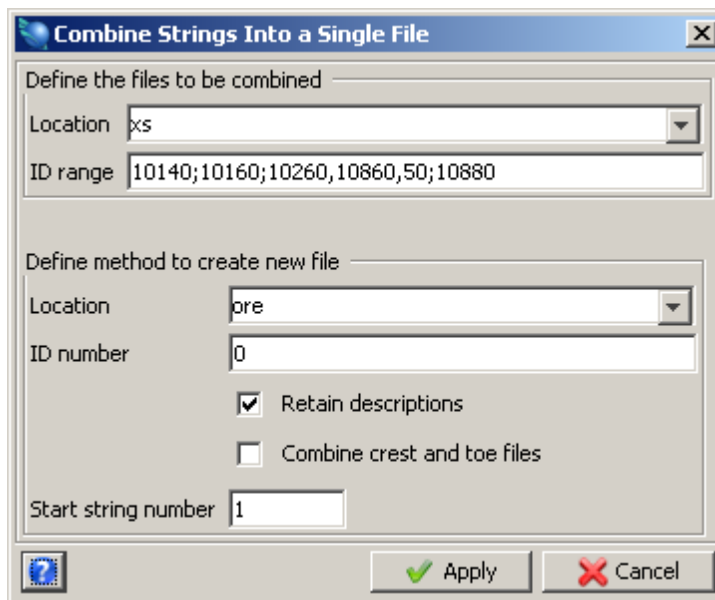 Combine Strings Into a Single File
Define the files to be combined
Location xs
ID range 10140;10160;10260,10860,50;10880
Define method to create new file
Location ore
ID number 0
Retain descriptions
Combine crest and toe files
Start string number 1
? Apply Cancel